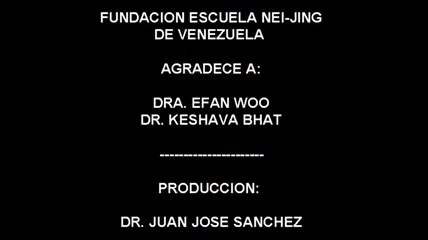 FUNDACION ESCUELA NEI-JING
DE VENEZUELA
AGRADECE A:
DRA. EFAN WOO
DR. KESHAVA BHAT
----------------------
PRODUCCION:
DR. JUAN JOSE SANCHEZ